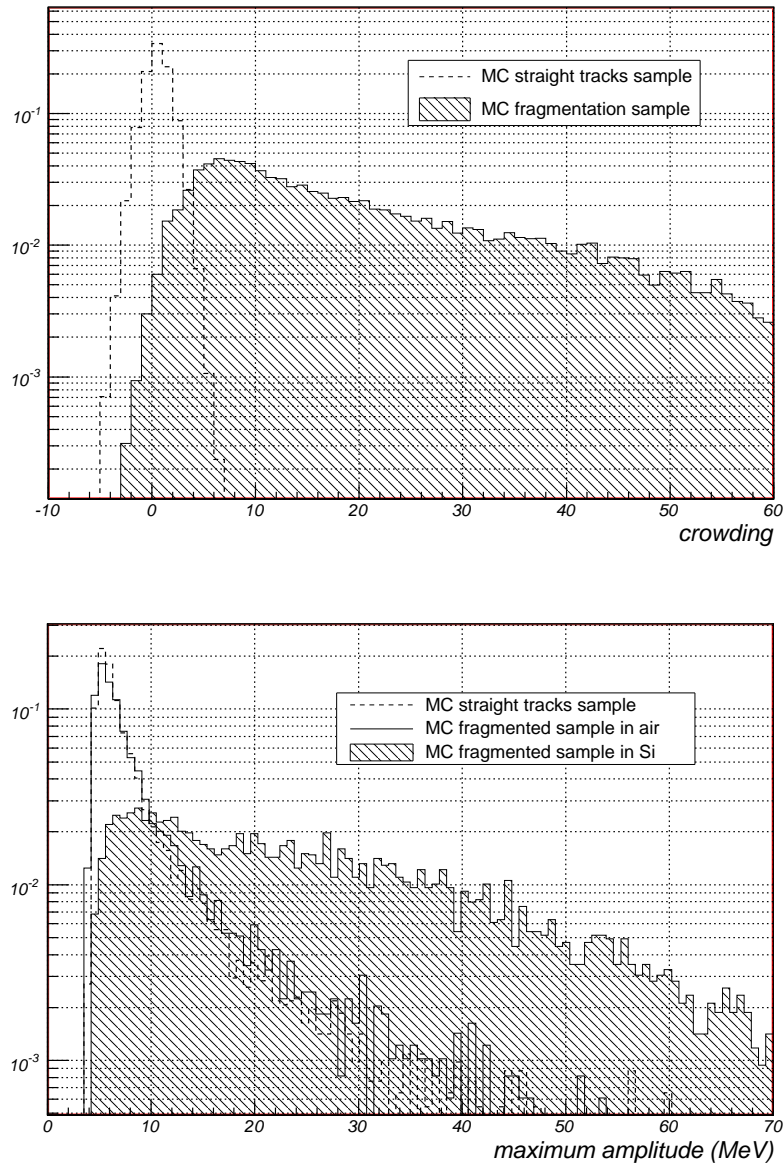 MC straight tracks sample
MC fragmentation sample
10^-1
10^-2
10^-3
-10 0 10 20 30 40 50 60
crowding
MC straight tracks sample
MC fragmented sample in air
MC fragmented sample in Si
10^-1
10^-2
10^-3
0 10 20 30 40 50 60 70
maximum amplitude (MeV)